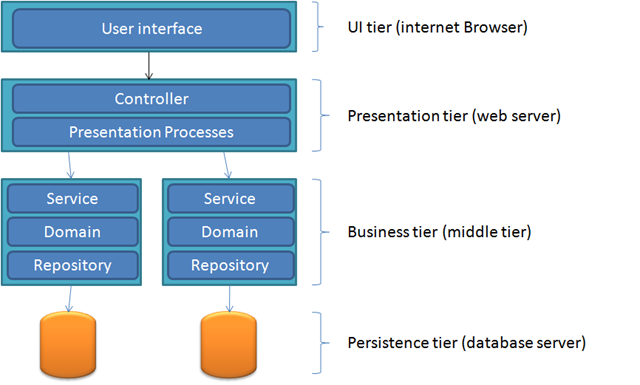 User interface
UI tier (internet Browser)
Controller
Presentation Processes
Presentation tier (web server)
Service
Domain
Repository
Service
Domain
Repository
Business tier (middle tier)
Persistence tier (database server)